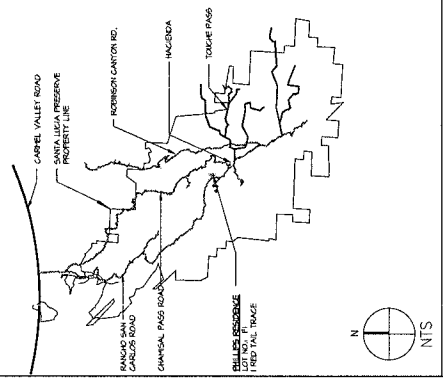 CARMEL VALLEY ROAD
SANTA LUCIA PRESERVE
PROPERTY LINE
ROBINSON CANYON RD.
HACIENDA
TOUCHE PASS
RANCHO SAN
CARLOS ROAD
CHAMISAL PASS ROAD
PHILLIPS RESIDENCE
LOT NO.: F1
1 RED TAIL TRACE
N
NTS